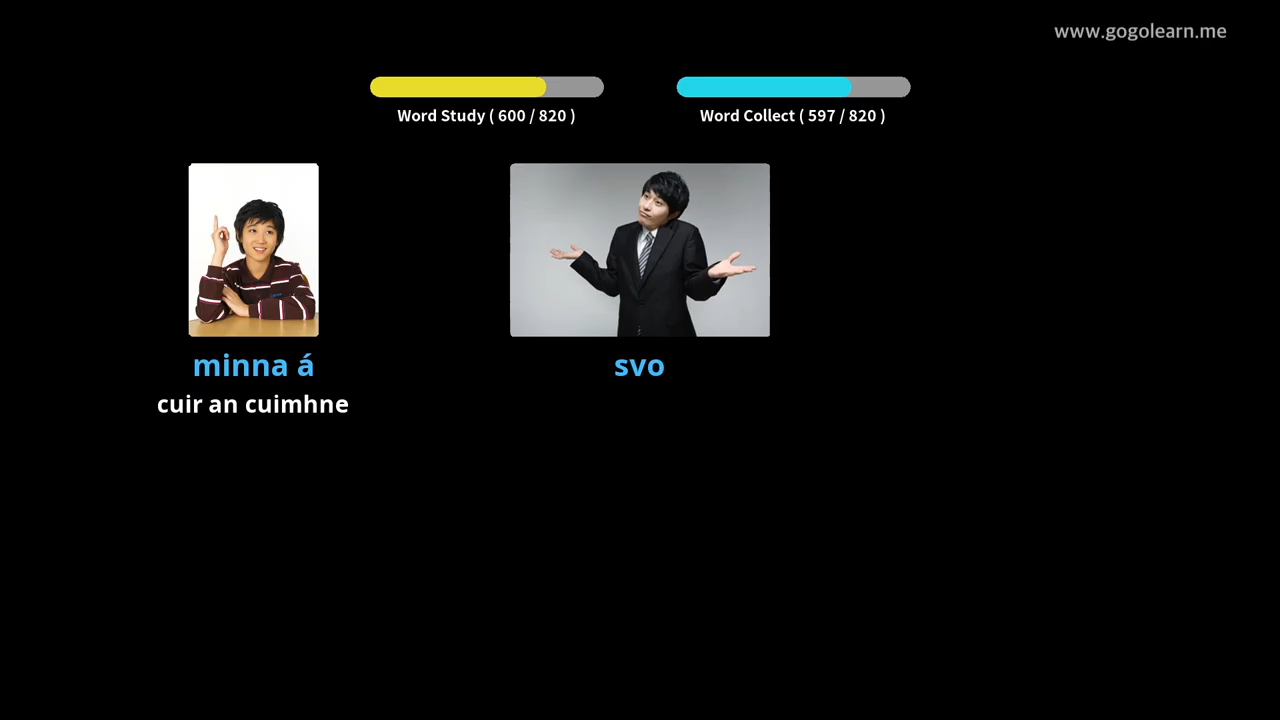 www.gogolearn.me
Word Study ( 600 / 820 )
Word Collect ( 597 / 820 )
minna á
svo
cuir an cuimhne